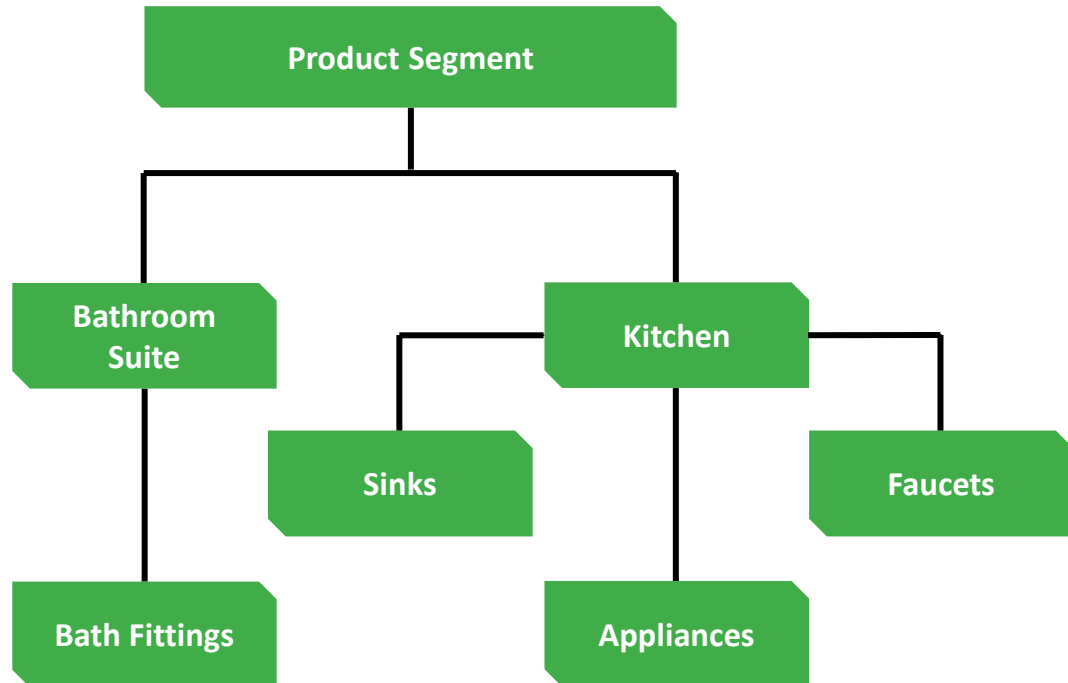 Product Segment
Bathroom
Suite
Kitchen
Sinks
Faucets
Bath Fittings
Appliances